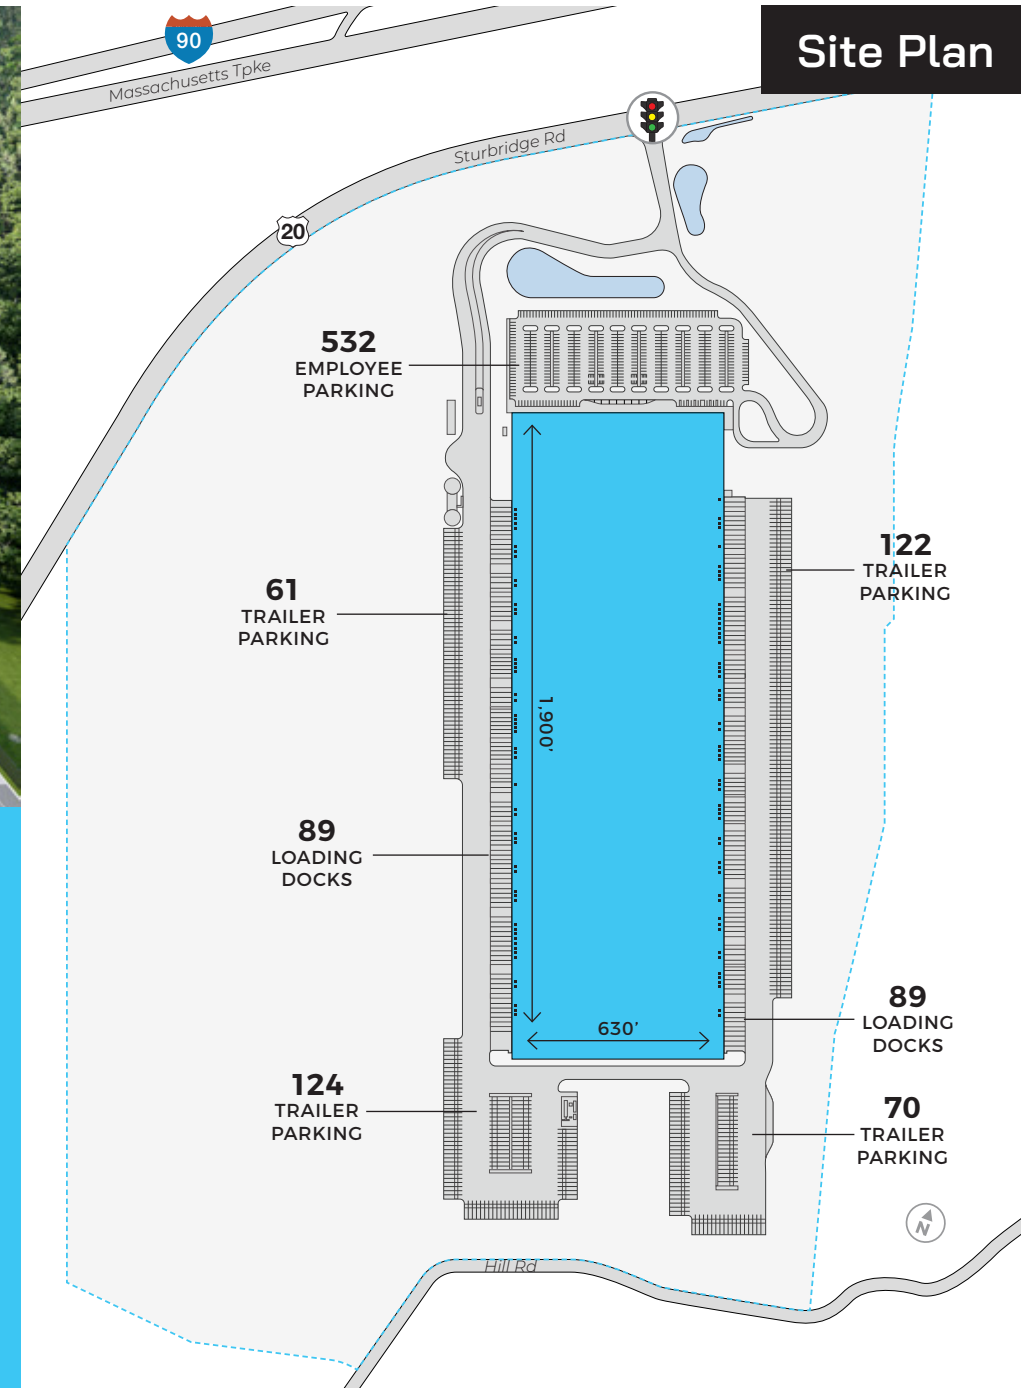 Site Plan
90
Massachusetts Tpke
Sturbridge Rd
20
532
EMPLOYEE
PARKING
122
TRAILER
PARKING
61
TRAILER
PARKING
1,900'
89
LOADING
DOCKS
89
LOADING
DOCKS
630'
124
TRAILER
PARKING
70
TRAILER
PARKING
N
Hill Rd